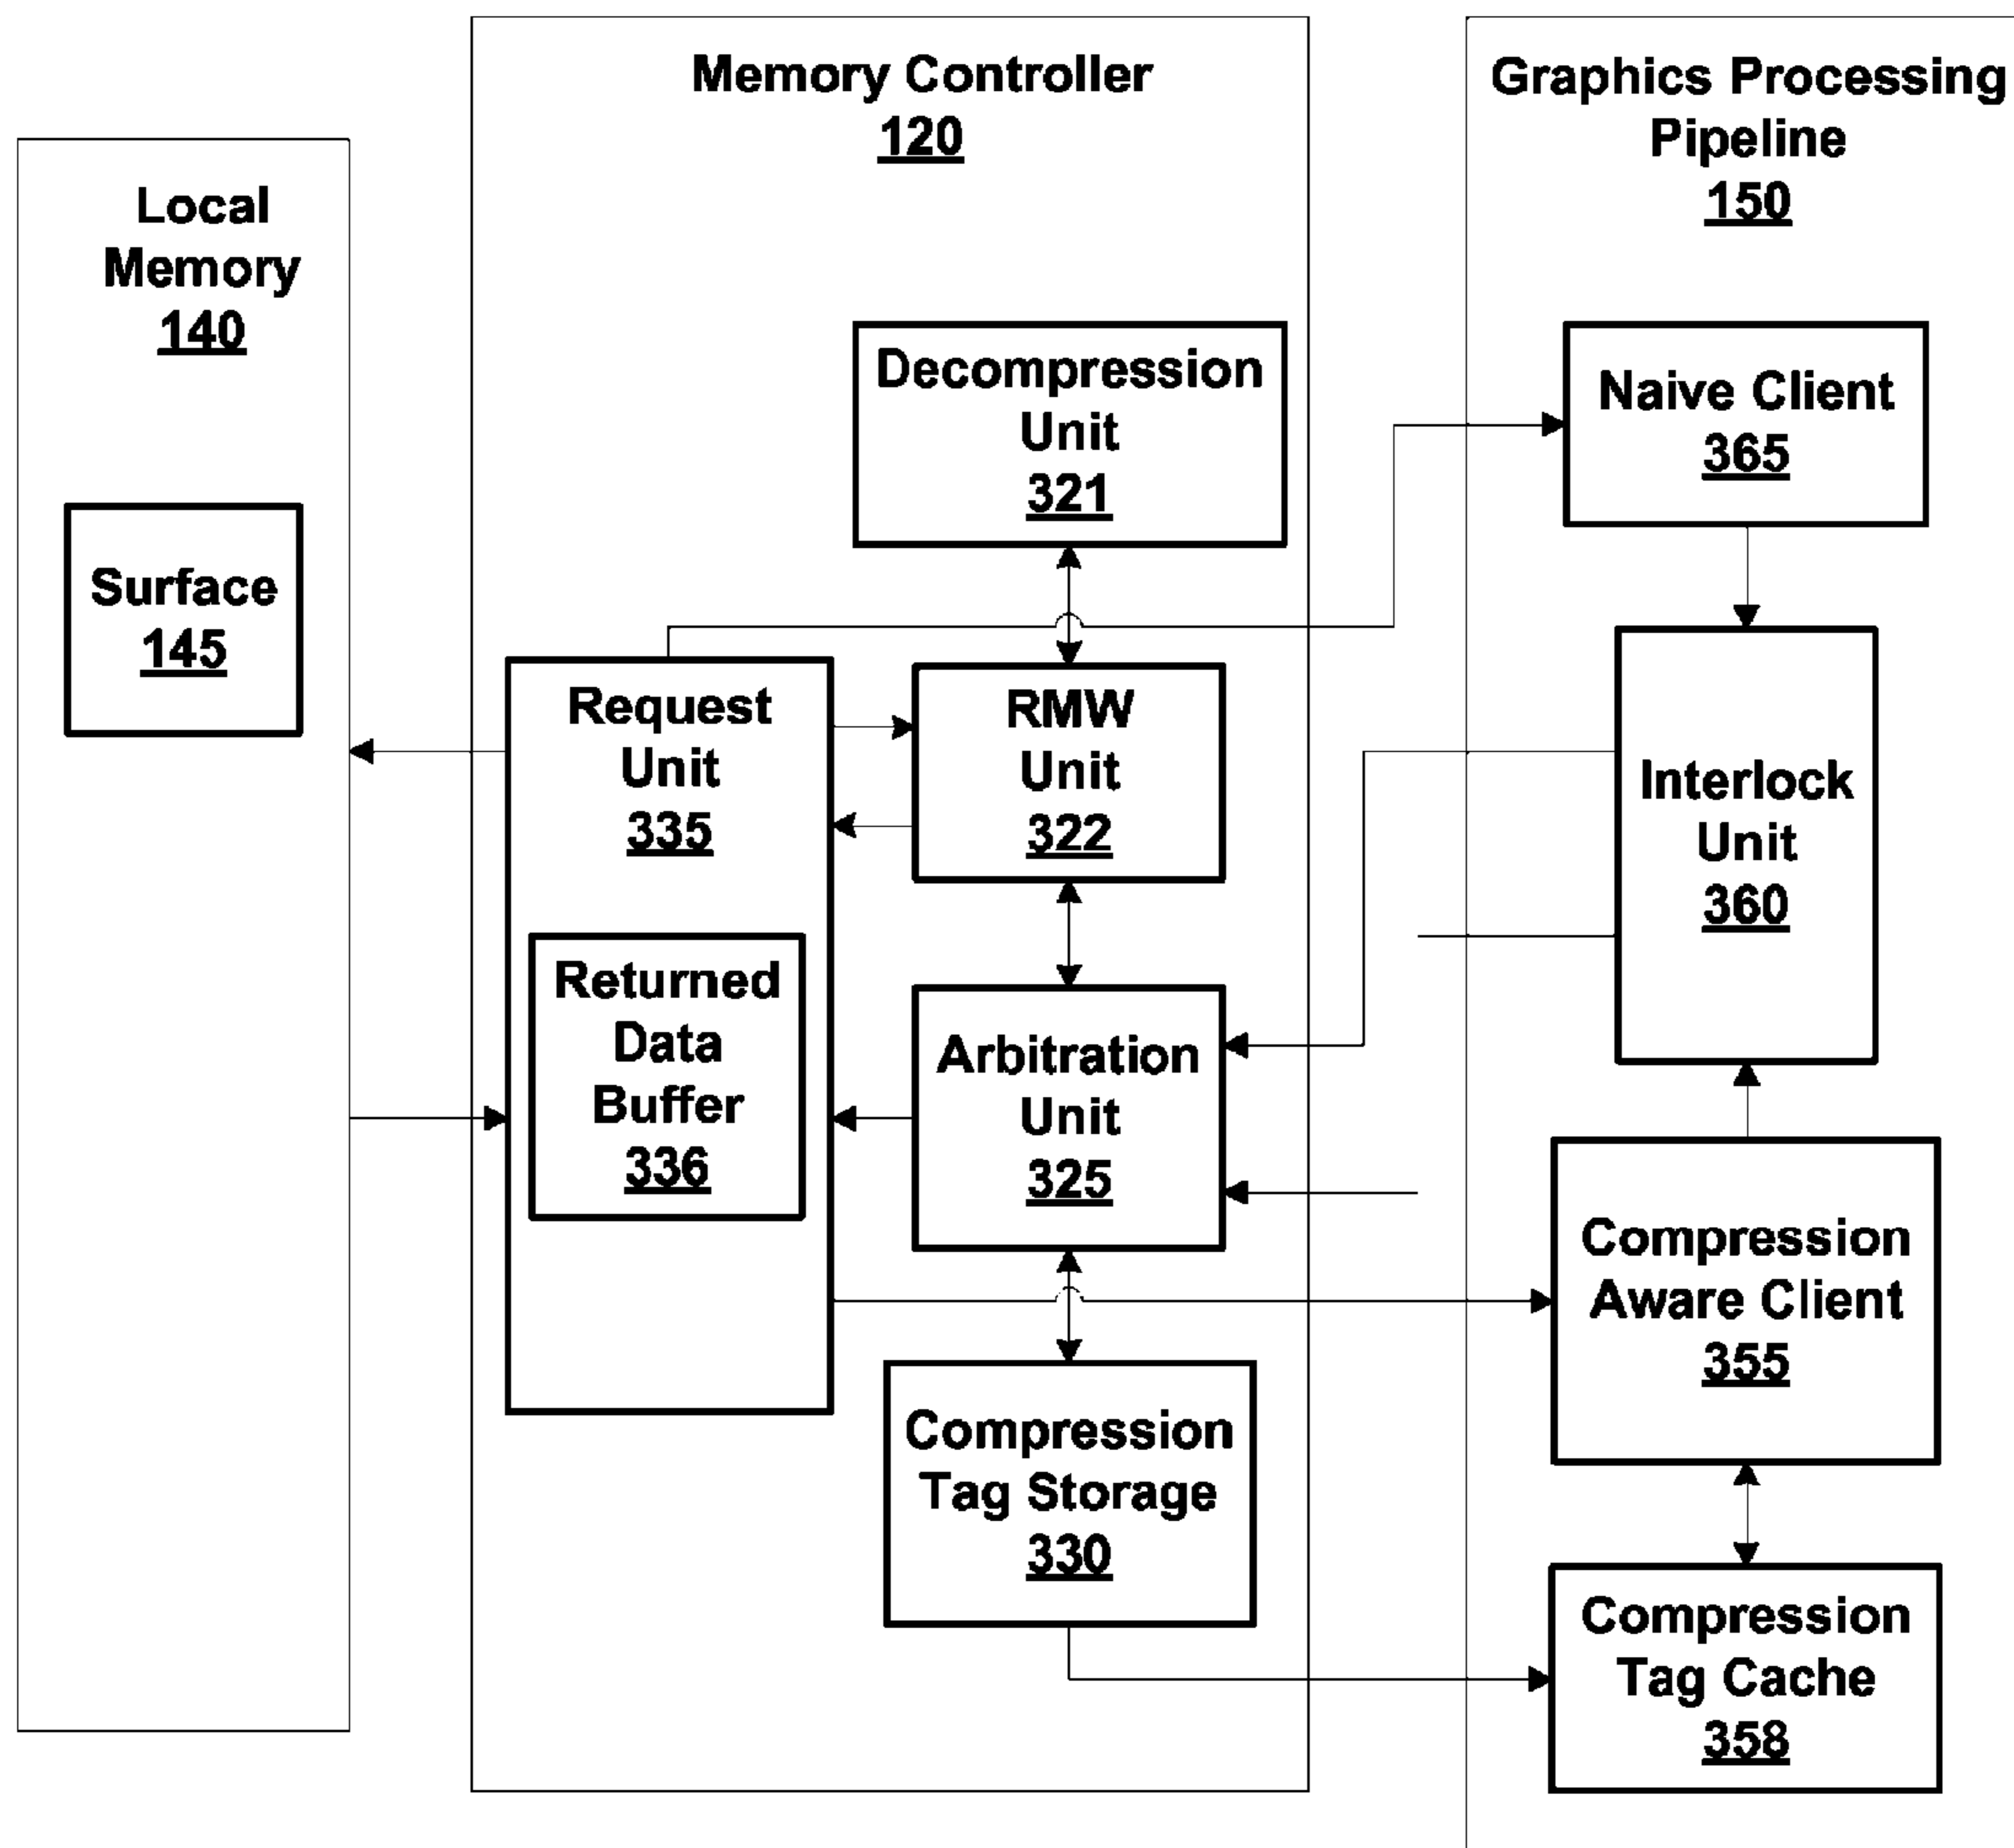 Memory Controller
120
Graphics Processing
Pipeline
150
Local
Memory
140
Surface
145
Decompression
Unit
321
Naive Client
365
Request
Unit
335
RMW
Unit
322
Interlock
Unit
360
Returned
Data
Buffer
336
Arbitration
Unit
325
Compression
Aware Client
355
Compression
Tag Storage
330
Compression
Tag Cache
358